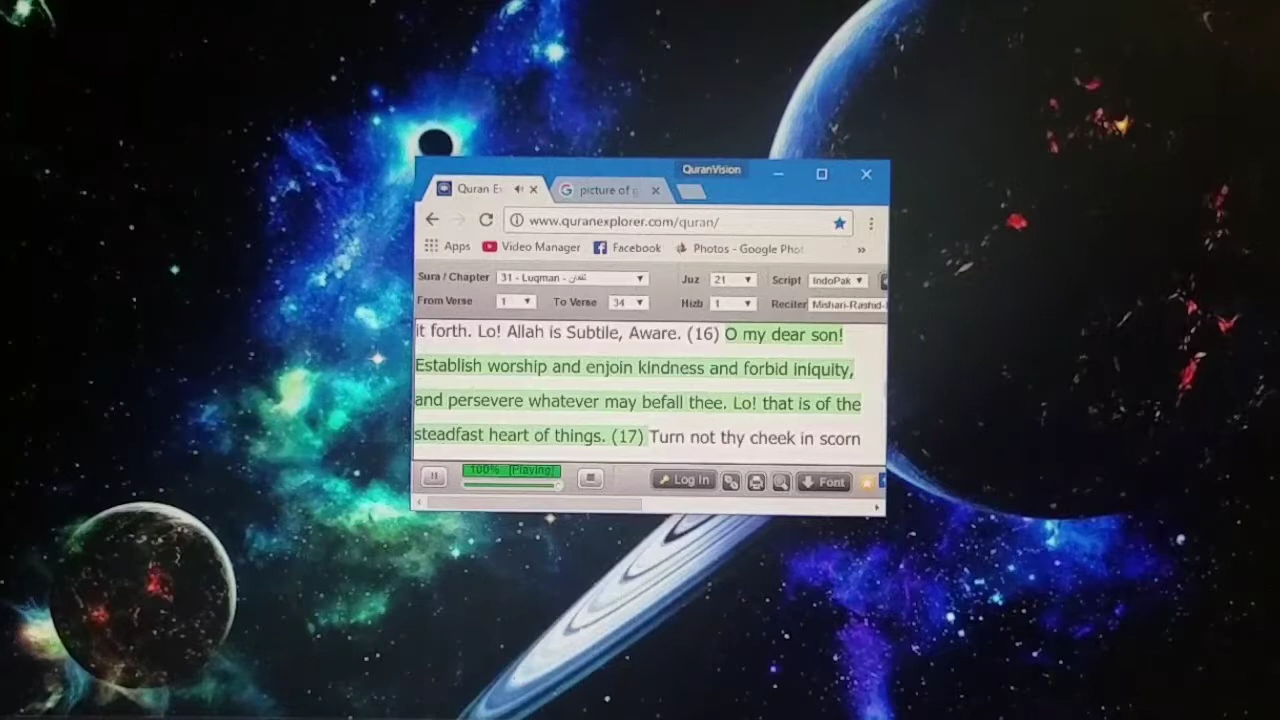 QuranVision
Quran Ex
picture of g
www.quranexplorer.com/quran/
Apps Video Manager Facebook Photos - Google Phot »
Sura / Chapter 31 - Luqman - لقمان Juz 21 Script IndoPak
From Verse 1 To Verse 34 Hizb 1 Reciter Mishari-Rashid-
it forth. Lo! Allah is Subtile, Aware. (16) O my dear son!
Establish worship and enjoin kindness and forbid iniquity,
and persevere whatever may befall thee. Lo! that is of the
steadfast heart of things. (17) Turn not thy cheek in scorn
100% [Playing] Log In Font